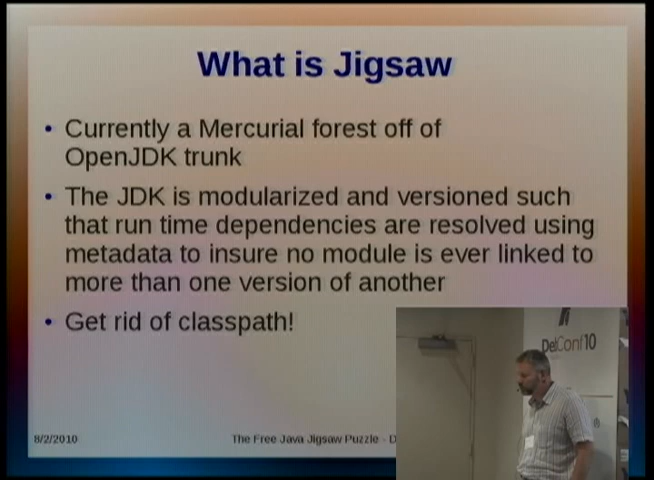 What is Jigsaw
• Currently a Mercurial forest off of
OpenJDK trunk
• The JDK is modularized and versioned such
that run time dependencies are resolved using
metadata to insure no module is ever linked to
more than one version of another
• Get rid of classpath!
DebConf10
8/2/2010
The Free Java Jigsaw Puzzle - D